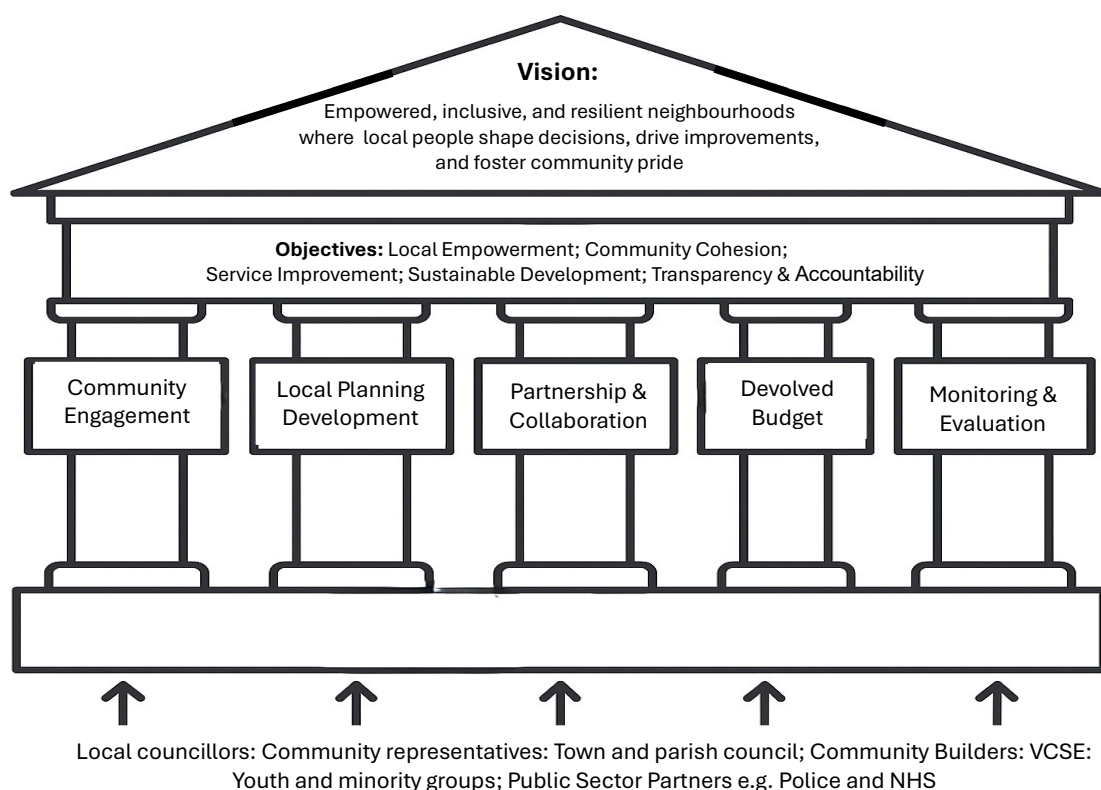 Vision:
Empowered, inclusive, and resilient neighbourhoods
where local people shape decisions, drive improvements,
and foster community pride
Objectives: Local Empowerment; Community Cohesion;
Service Improvement; Sustainable Development; Transparency & Accountability
Community
Engagement
Local Planning
Development
Partnership &
Collaboration
Devolved
Budget
Monitoring &
Evaluation
Local councillors: Community representatives: Town and parish council; Community Builders: VCSE:
Youth and minority groups; Public Sector Partners e.g. Police and NHS